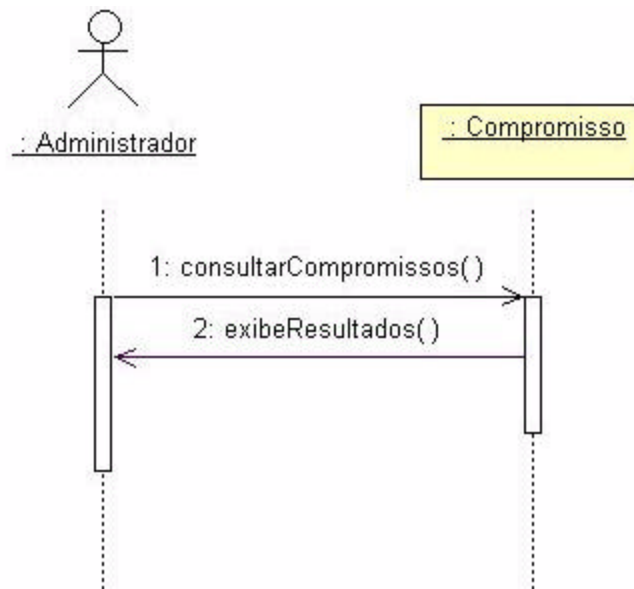 : Administrador
: Compromisso
1: consultarCompromissos( )
2: exibeResultados( )